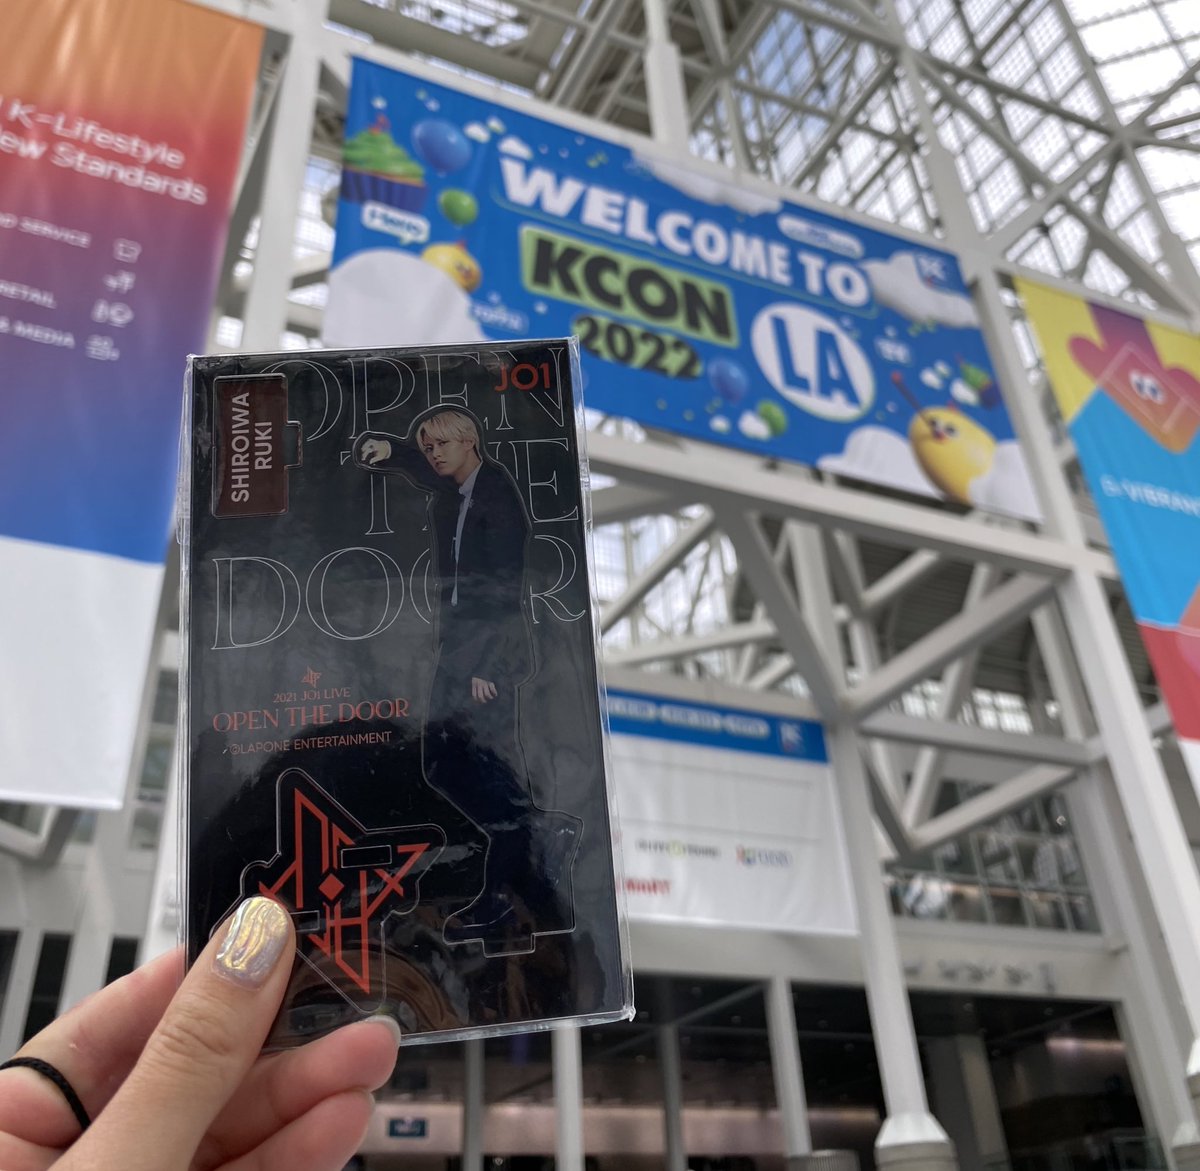 K-Lifestyle
New Standards
SERVICE
RETAIL
& MEDIA
WELCOME TO
KCON
2022
LA
OPEN
THE
DOOR
JO1
SHIROIWA
RUKI
2021 JO1 LIVE
OPEN THE DOOR
©LAPONE ENTERTAINMENT